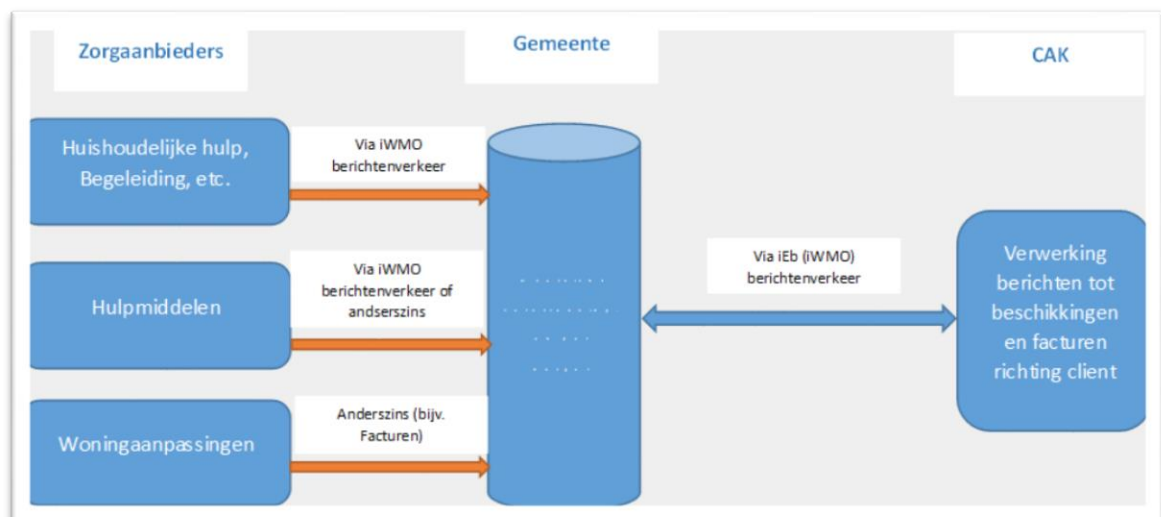 Zorgaanbieders
Gemeente
CAK
Huishoudelijke hulp,
Begeleiding, etc.
Via iWMO
berichtenverkeer
Hulpmiddelen
Via iWMO
berichtenverkeer of
andserszins
Woningaanpassingen
Anderszins (bijv.
Facturen)
Via iEb (iWMO)
berichtenverkeer
Verwerking
berichten tot
beschikkingen
en facturen
richting client